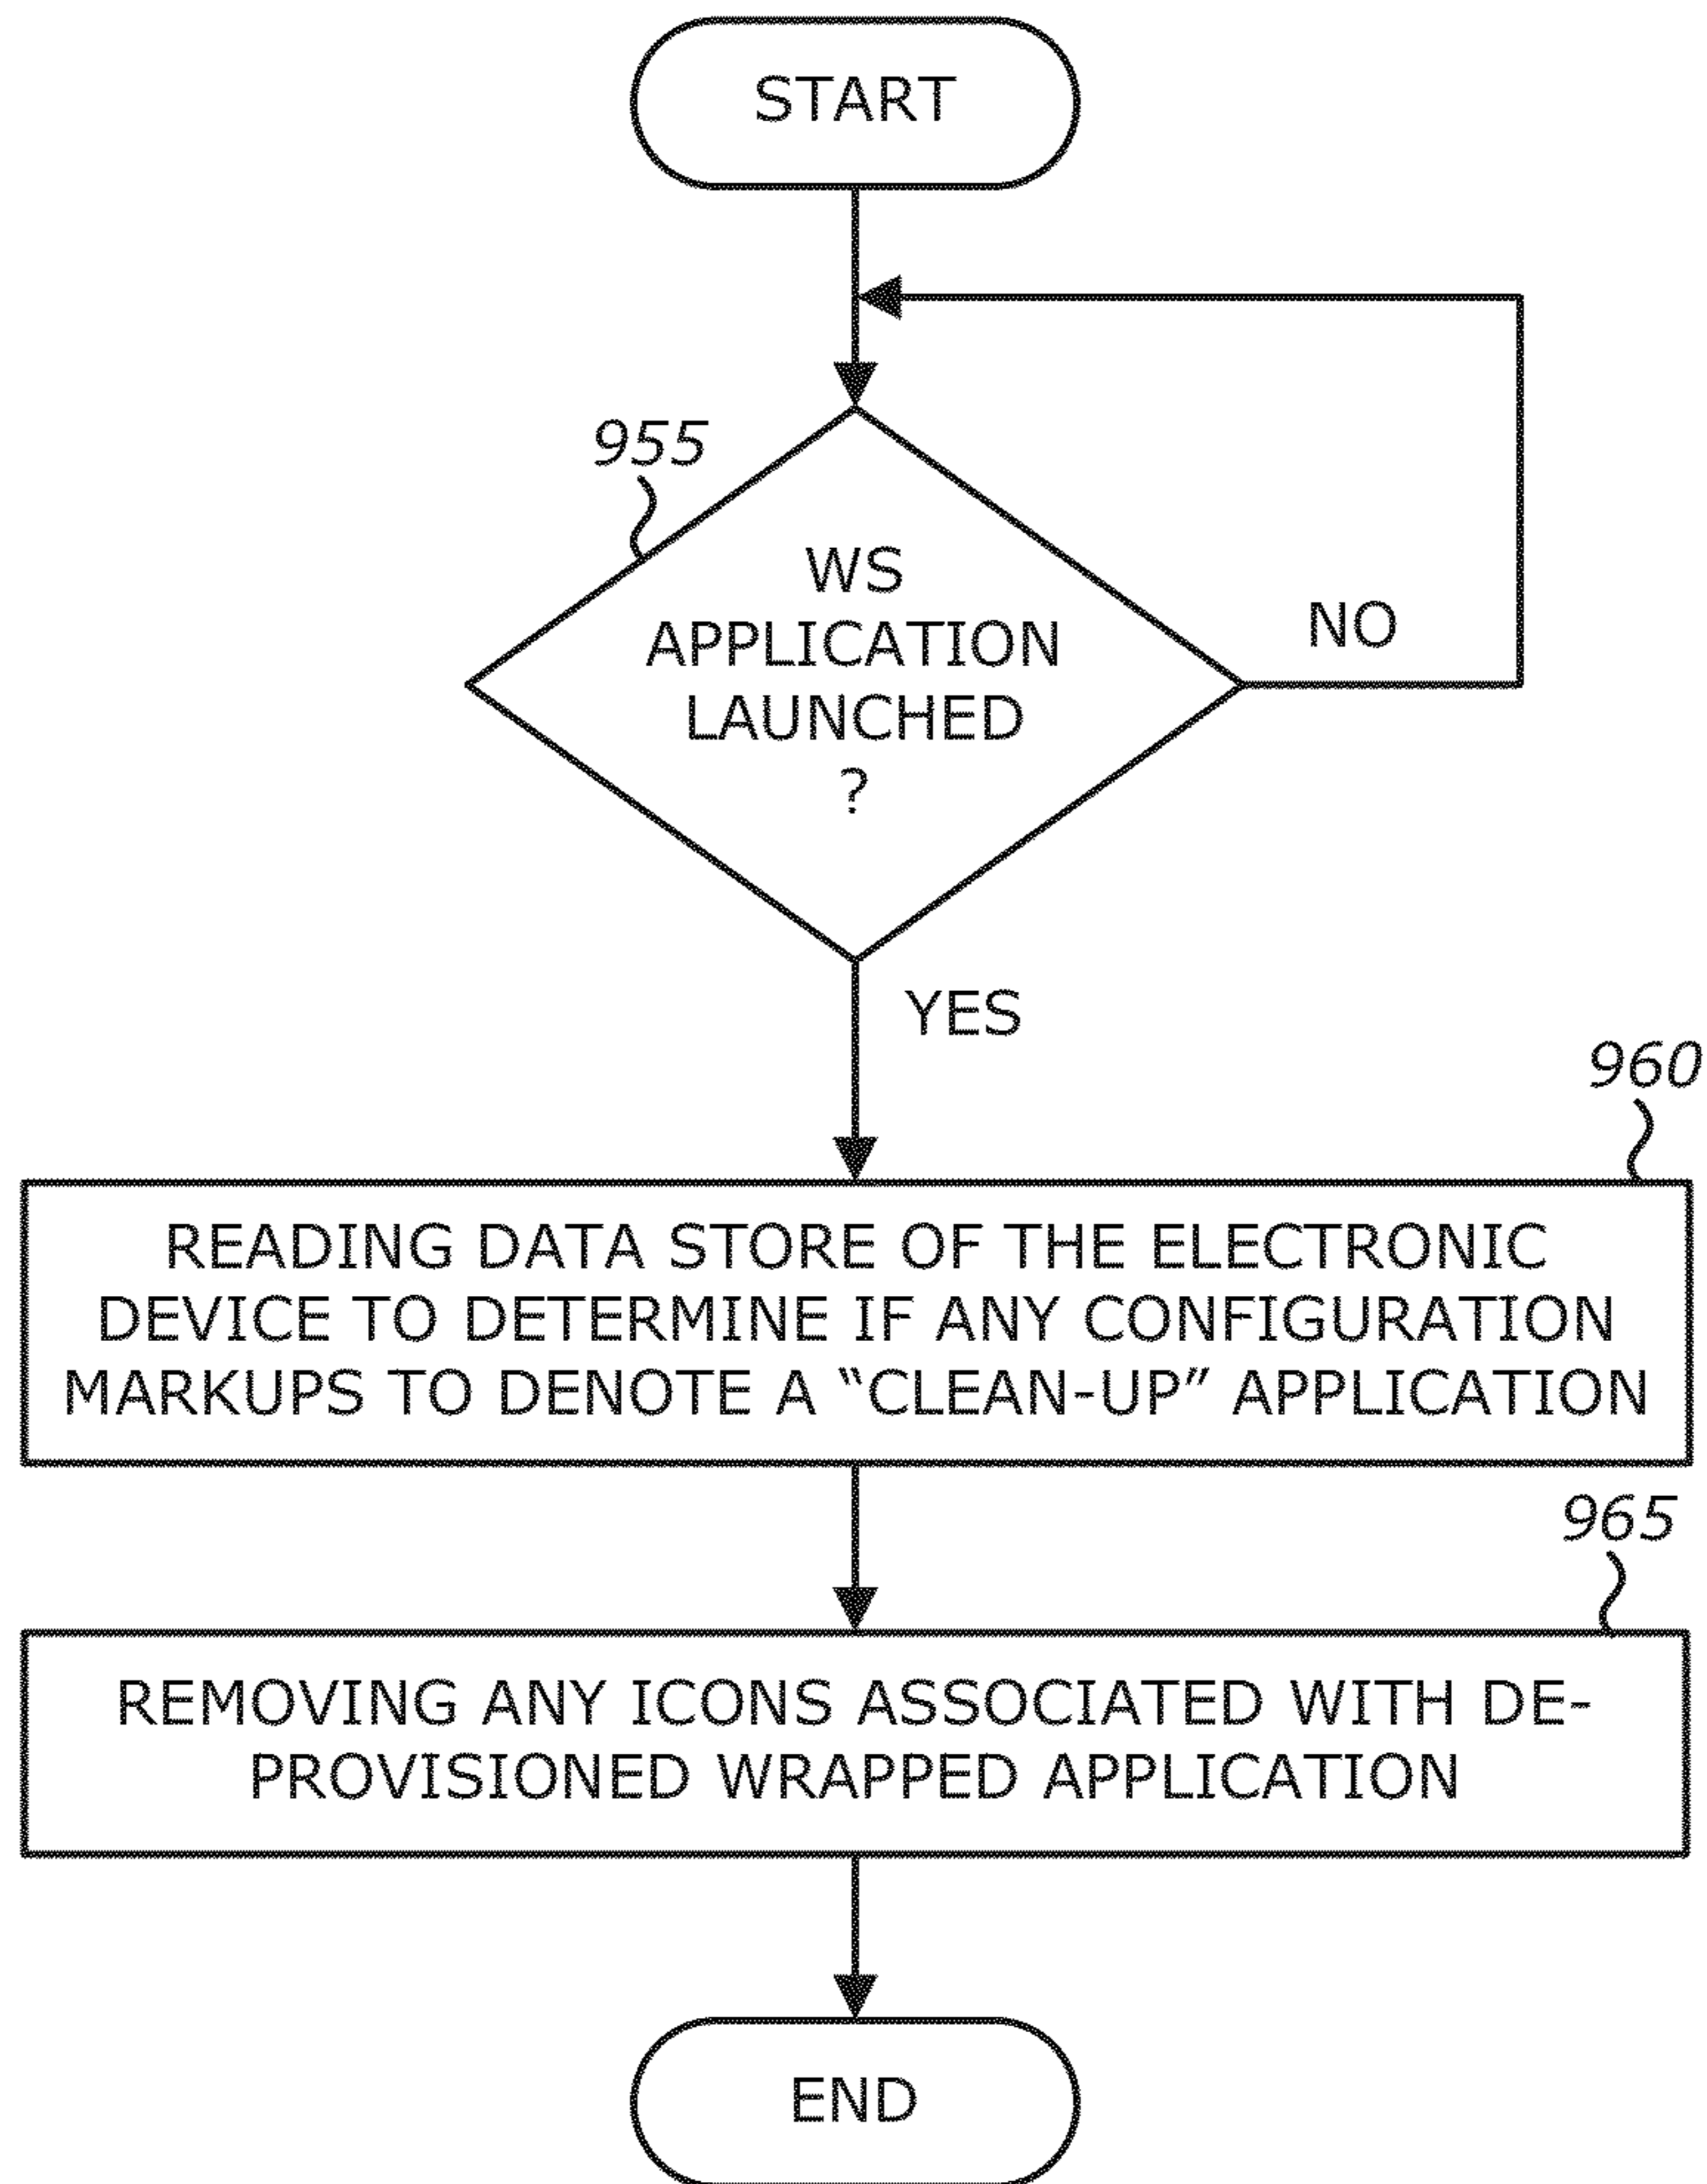 START
955
WS
APPLICATION
LAUNCHED
?
NO
YES
960
READING DATA STORE OF THE ELECTRONIC
DEVICE TO DETERMINE IF ANY CONFIGURATION
MARKUPS TO DENOTE A “CLEAN-UP” APPLICATION
965
REMOVING ANY ICONS ASSOCIATED WITH DE-
PROVISIONED WRAPPED APPLICATION
END